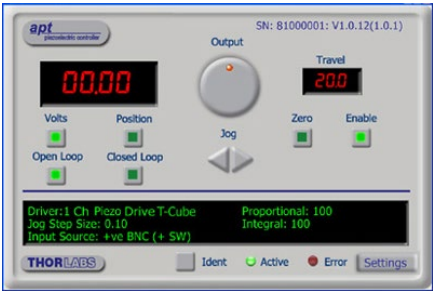 apt
piezoelectric controller
SN: 81000001: V1.0.12(1.0.1)
Output
00.00
Travel
20.0
Volts
Position
Zero
Enable
Jog
Open Loop
Closed Loop
Driver:1 Ch Piezo Drive T-Cube
Proportional: 100
Jog Step Size: 0.10
Integral: 100
Input Source: +ve BNC (+ SW)
THORLABS
Ident
Active
Error
Settings